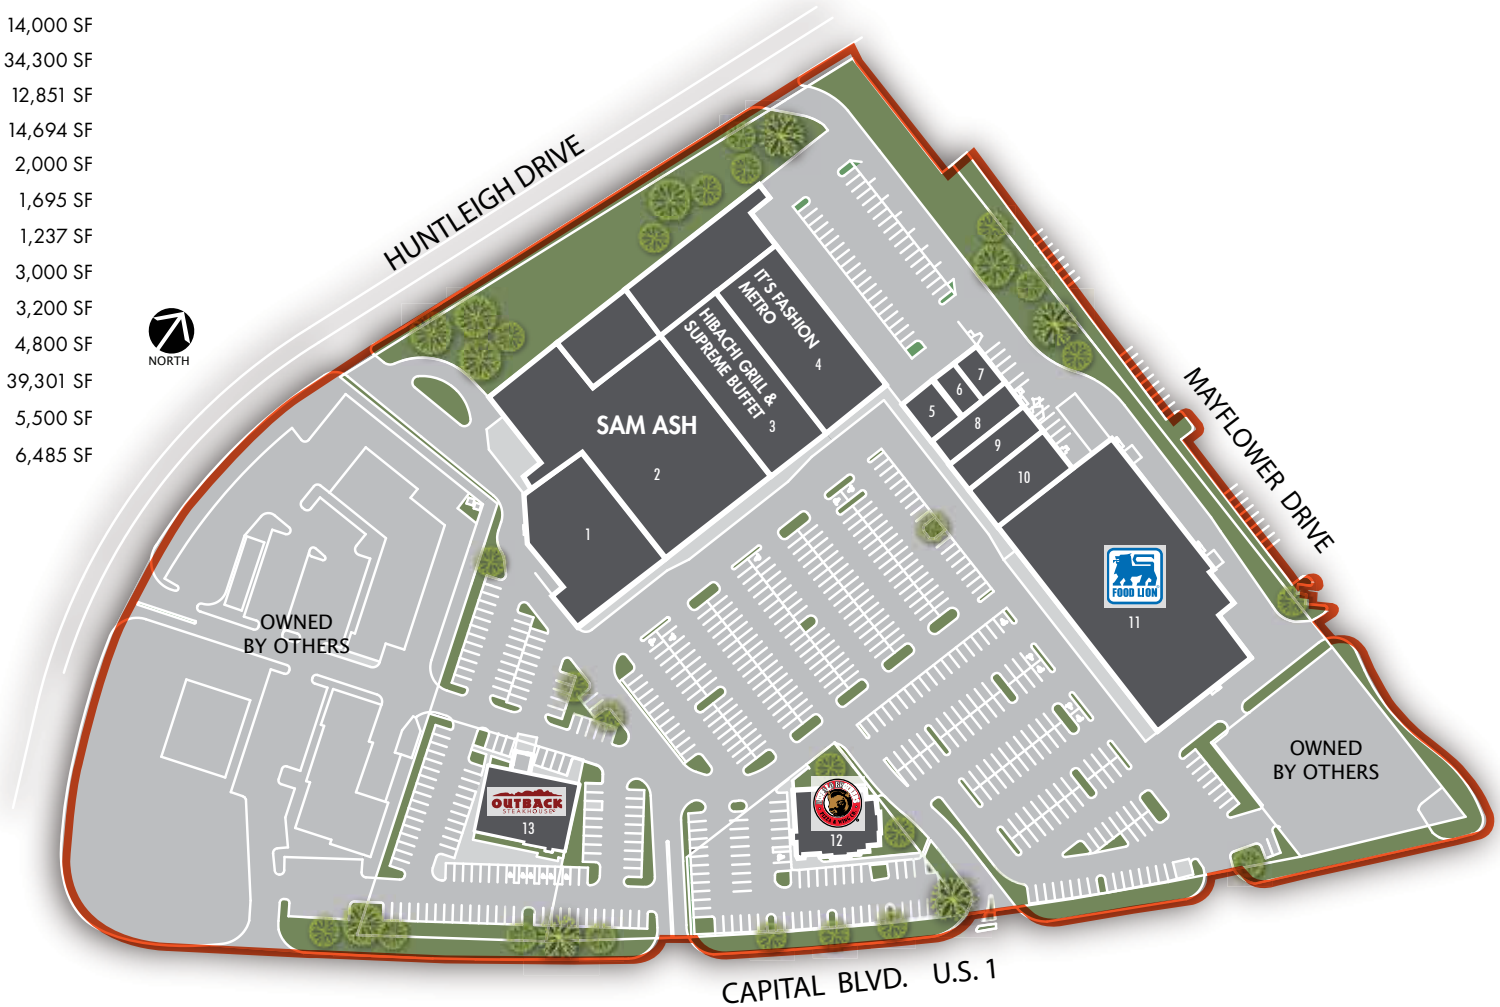 14,000 SF
34,300 SF
12,851 SF
14,694 SF
2,000 SF
1,695 SF
1,237 SF
3,000 SF
3,200 SF
4,800 SF
39,301 SF
5,500 SF
6,485 SF
NORTH
HUNTLEIGH DRIVE
MAYFLOWER DRIVE
CAPITAL BLVD. U.S. 1
IT'S FASHION
METRO
4
HIBACHI GRILL &
SUPREME BUFFET
3
SAM ASH
2
1
5
6
7
8
9
10
FOOD LION
11
OWNED
BY OTHERS
OWNED
BY OTHERS
OUTBACK
STEAKHOUSE
13
12